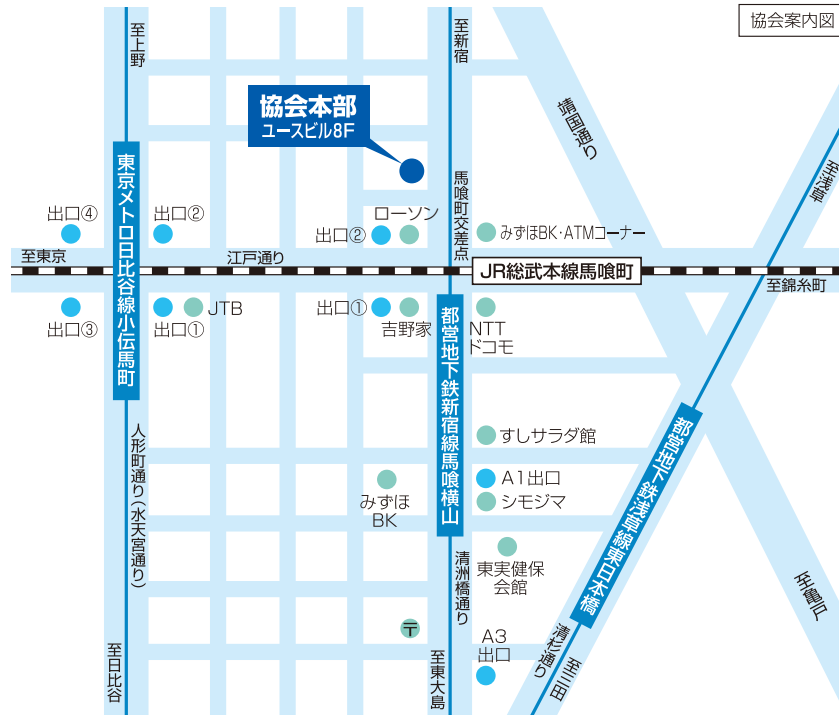 協会案内図
至上野
至新宿
協会本部
ユースビル8F
靖国通り
至浅草
東京メトロ日比谷線小伝馬町
馬喰町交差点
出口④
出口②
出口②
ローソン
みずほBK・ATMコーナー
至東京
江戸通り
JR総武本線馬喰町
至錦糸町
出口③
出口①
JTB
出口①
吉野家
NTT
ドコモ
都営地下鉄新宿線馬喰横山
人形町通り(水天宮通り)
すしサラダ館
都営地下鉄浅草線東日本橋
みずほ
BK
A1出口
シモジマ
清洲橋通り
東実健保
会館
至亀戸
〒
A3
出口
清杉通り
至三田
至日比谷
至東大島